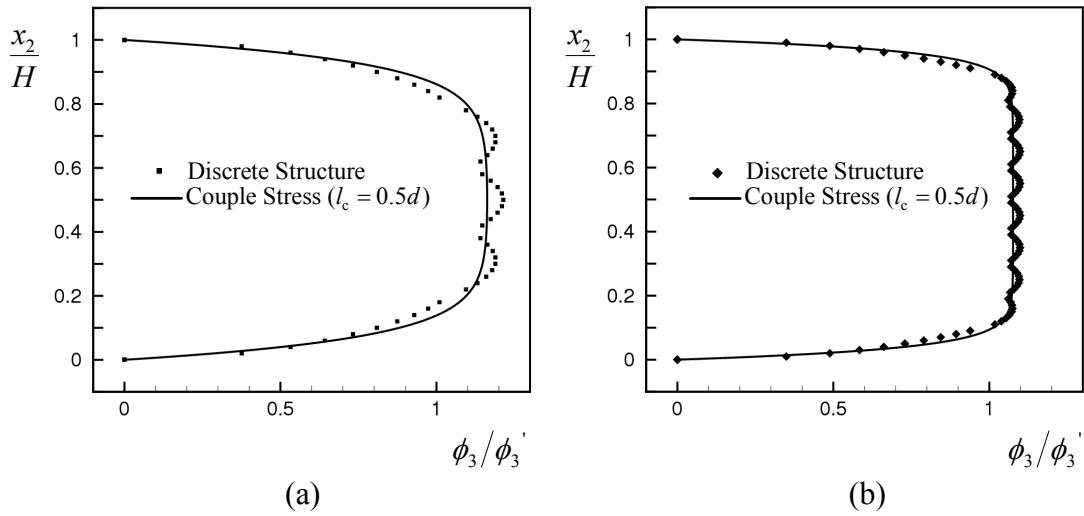 x₂/H
1
0.8
0.6
0.4
0.2
0
Discrete Structure
Couple Stress (l_c = 0.5d)
0 0.5 1
ϕ₃/ϕ₃'
(a)
x₂/H
1
0.8
0.6
0.4
0.2
0
Discrete Structure
Couple Stress (l_c = 0.5d)
0 0.5 1
ϕ₃/ϕ₃'
(b)